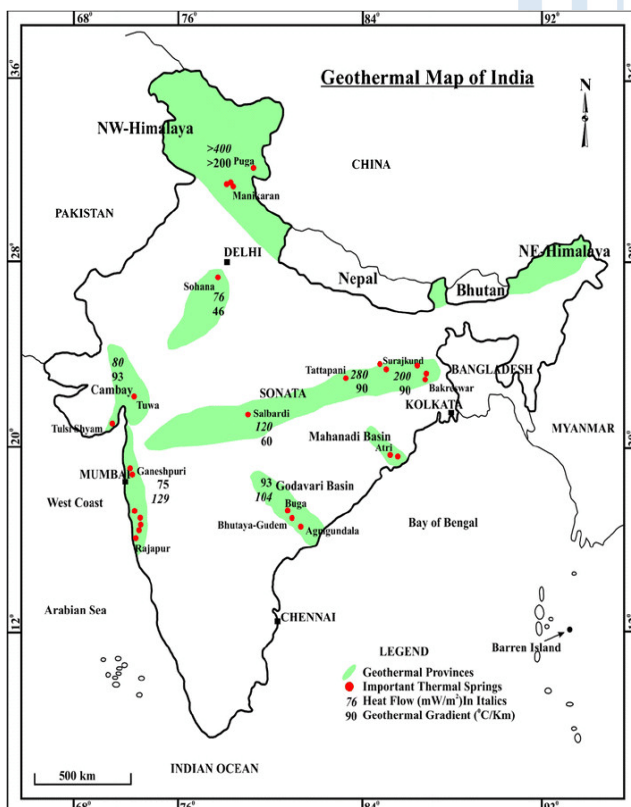 68°
76°
84°
92°
36°
Geothermal Map of India
N
NW-Himalaya
>400
>200
Puga
CHINA
Manikaran
PAKISTAN
28°
28°
DELHI
NE-Himalaya
Nepal
Bhutan
Sohana
76
46
80
93
Cambay
Tuwa
Tattapani
280
90
Surajkund
200
90
BANGLADESH
Bakreswar
SONATA
KOLKATA
Salbardi
120
60
Tulsi Shyam
Mahanadi Basin
MYANMAR
20°
20°
Atri
MUMBAI
Ganeshpuri
75
129
93
104
Godavari Basin
West Coast
Buga
Bhutaya-Gudem
Agnigundala
Bay of Bengal
Rajapur
Arabian Sea
CHENNAI
12°
Barren Island
LEGEND
Geothermal Provinces
Important Thermal Springs
76 Heat Flow (mW/m²)In Italics
90 Geothermal Gradient (⁰C/Km)
500 km
INDIAN OCEAN
68°
76°
84°
92°